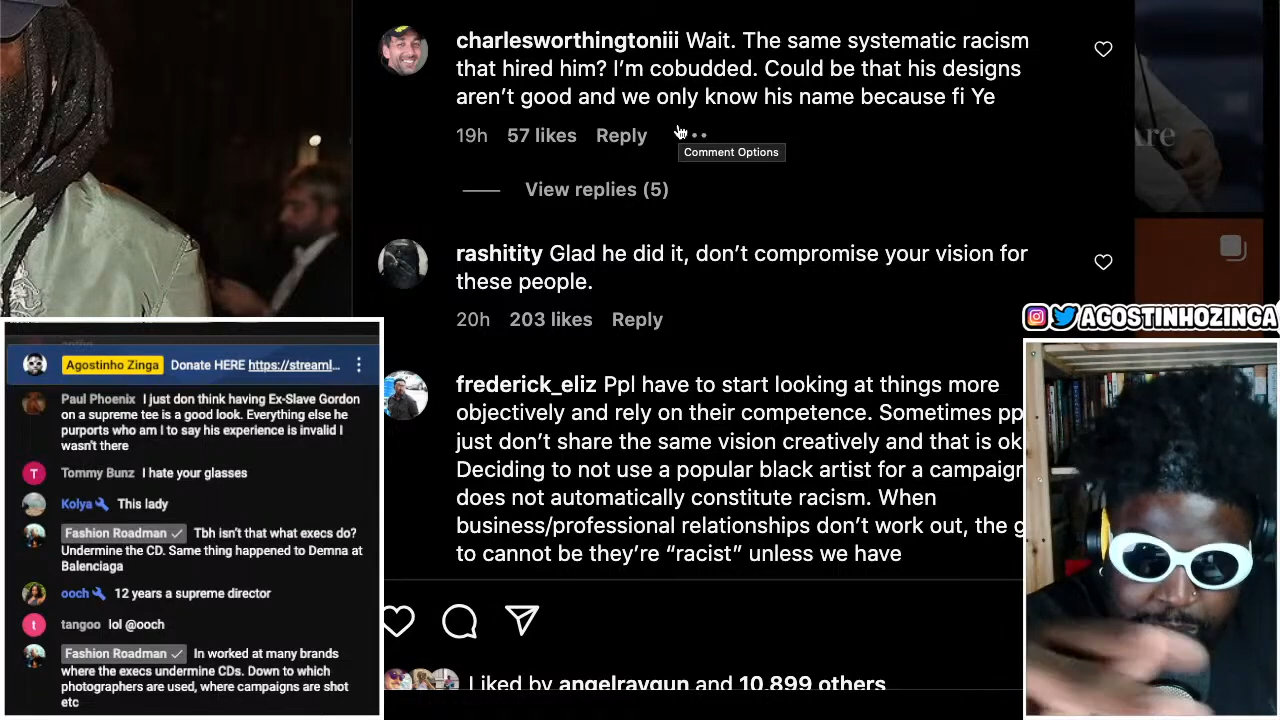 charlesworthingtoniii Wait. The same systematic racism
that hired him? I'm cobudded. Could be that his designs
aren't good and we only know his name because fi Ye
19h 57 likes Reply
Comment Options
View replies (5)
rashitity Glad he did it, don't compromise your vision for
these people.
20h 203 likes Reply
frederick_eliz Ppl have to start looking at things more
objectively and rely on their competence. Sometimes pp
just don't share the same vision creatively and that is ok
Deciding to not use a popular black artist for a campaign
does not automatically constitute racism. When
business/professional relationships don't work out, the g
to cannot be they're "racist" unless we have
Liked by angelraygun and 10,899 others
Are
AGOSTINHOZINGA
Agostinho Zinga Donate HERE https://streaml...
Paul Phoenix I just don think having Ex-Slave Gordon
on a supreme tee is a good look. Everything else he
purports who am I to say his experience is invalid I
wasn't there
T
Tommy Bunz I hate your glasses
Kolya This lady
Fashion Roadman Tbh isn't that what execs do?
Undermine the CD. Same thing happened to Demna at
Balenciaga
ooch 12 years a supreme director
t
tangoo lol @ooch
Fashion Roadman In worked at many brands
where the execs undermine CDs. Down to which
photographers are used, where campaigns are shot
etc